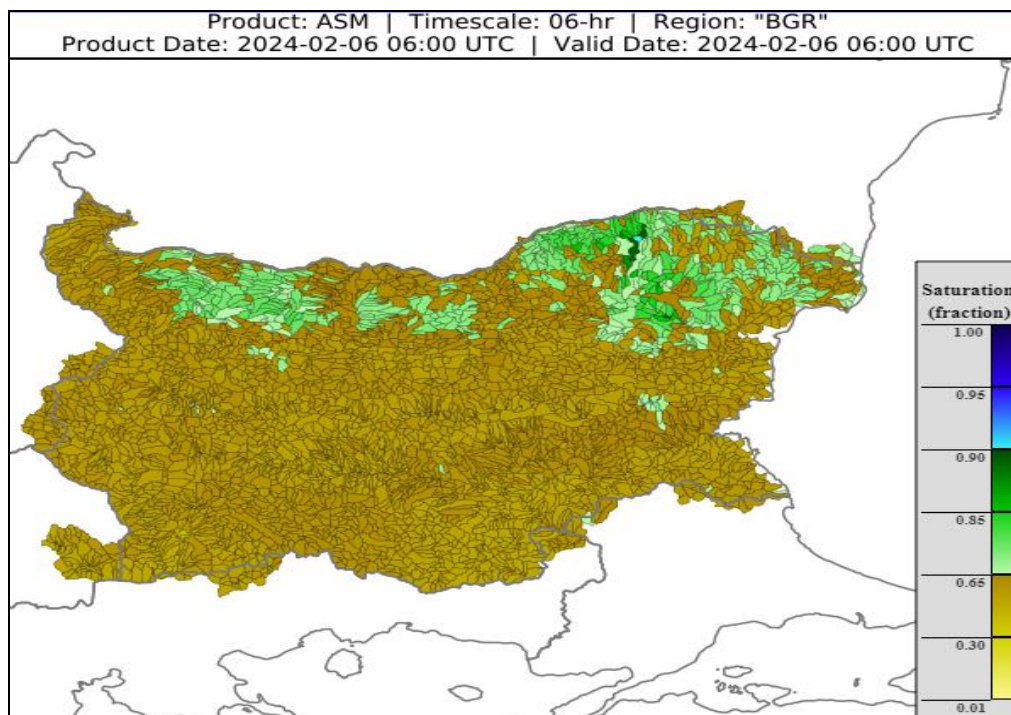 Product: ASM | Timescale: 06-hr | Region: "BGR"
Product Date: 2024-02-06 06:00 UTC | Valid Date: 2024-02-06 06:00 UTC
Saturation
(fraction)
1.00
0.95
0.90
0.85
0.65
0.30
0.01